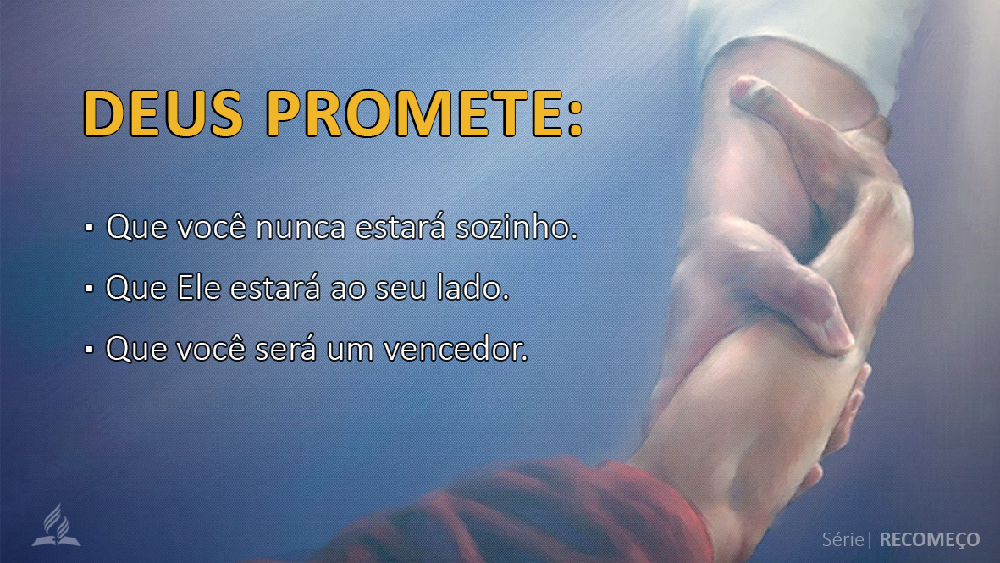 DEUS PROMETE:
▪ Que você nunca estará sozinho.
▪ Que Ele estará ao seu lado.
▪ Que você será um vencedor.
Série| RECOMEÇO